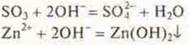 SO₃ + 2OH⁻ = SO₄²⁻ + H₂O
Zn²⁺ + 2OH⁻ = Zn(OH)₂↓